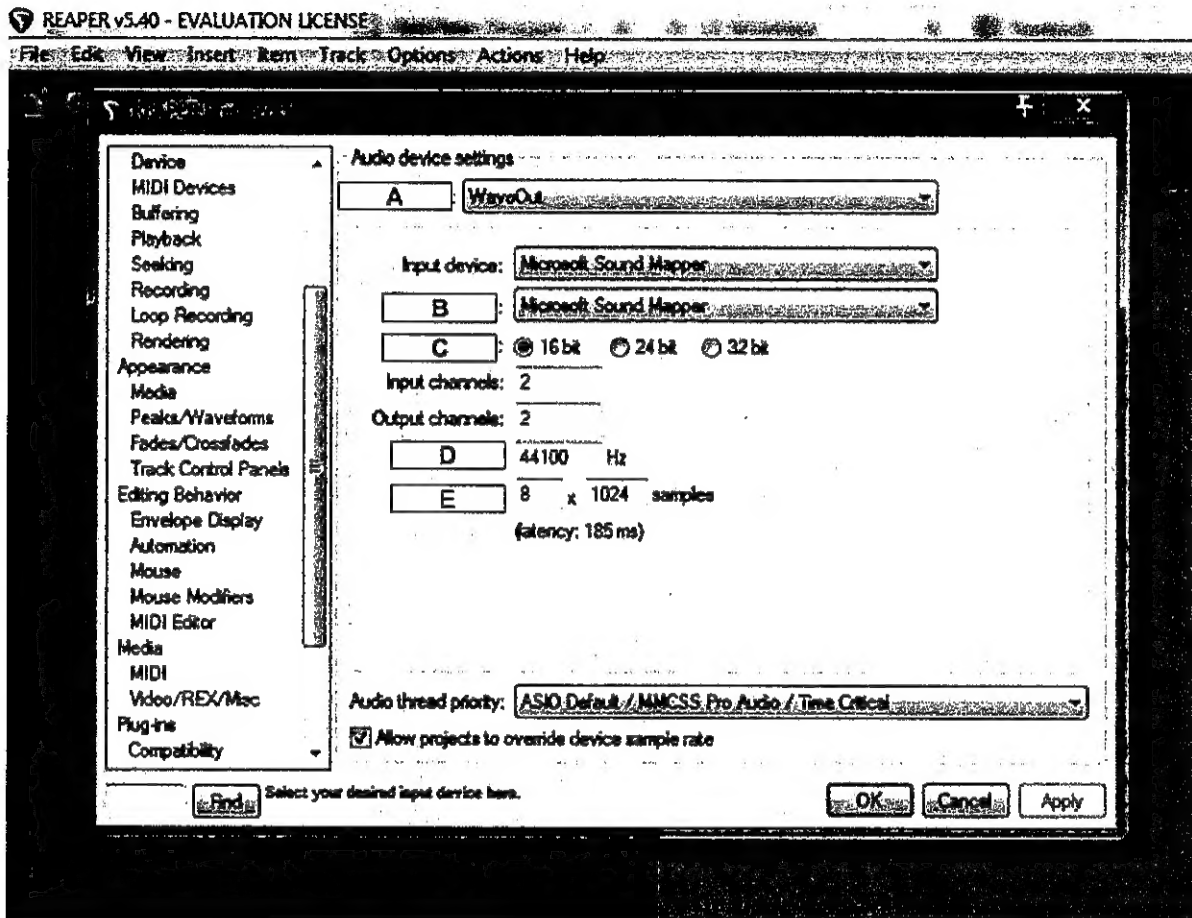 REAPER v5.40 - EVALUATION LICENSE
File Edit View Insert Item Track Options Actions Help
Device
MIDI Devices
Buffering
Playback
Seeking
Recording
Loop Recording
Rendering
Appearance
Media
Peaks/Waveforms
Fades/Crossfades
Track Control Panels
Editing Behavior
Envelope Display
Automation
Mouse
Mouse Modifiers
MIDI Editor
Media
MIDI
Video/REX/Misc
Plug-ins
Compatibility
Audio device settings
A : WaveOut
Input device: Microsoft Sound Mapper
B : Microsoft Sound Mapper
C : 16 bit 24 bit 32 bit
Input channels: 2
Output channels: 2
D 44100 Hz
E 8 x 1024 samples
(latency: 185 ms)
Audio thread priority: ASIO Default / MMCSS Pro Audio / Time Critical
Allow projects to override device sample rate
Find Select your desired input device here. OK Cancel Apply